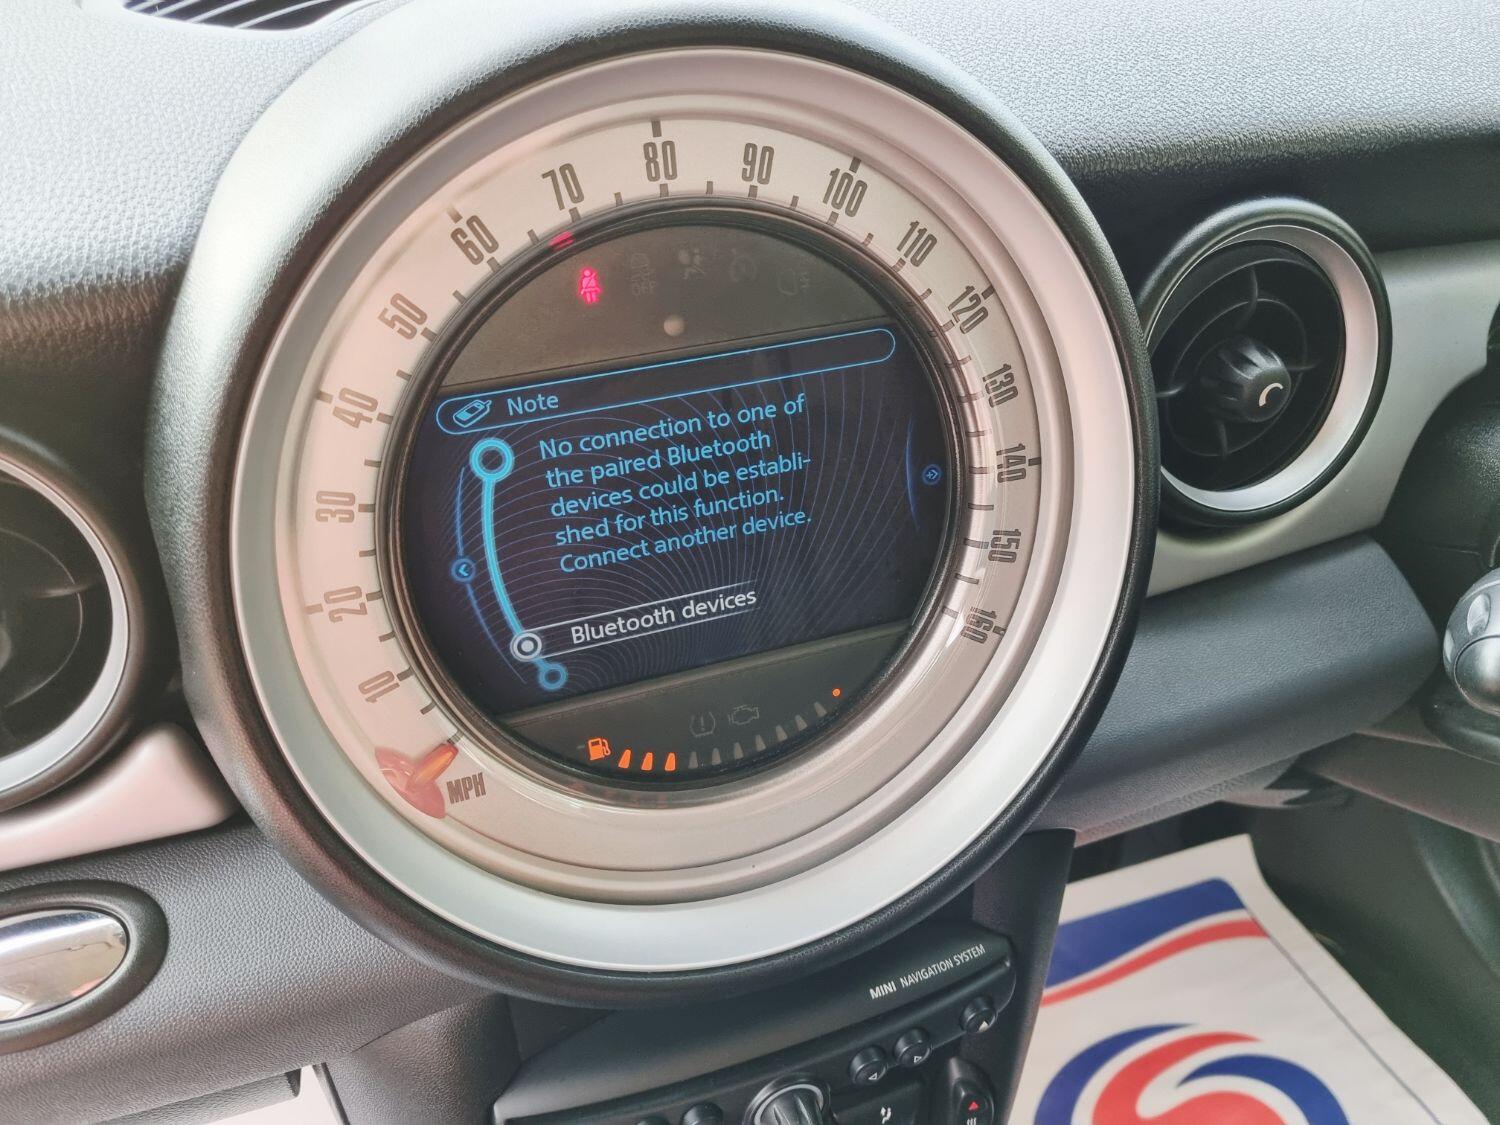 80
90
70
100
60
110
50
120
OFF
130
40
Note
No connection to one of
the paired Bluetooth
devices could be establi-
shed for this function.
Connect another device.
140
30
150
20
Bluetooth devices
160
10
MPH
MINI NAVIGATION SYSTEM